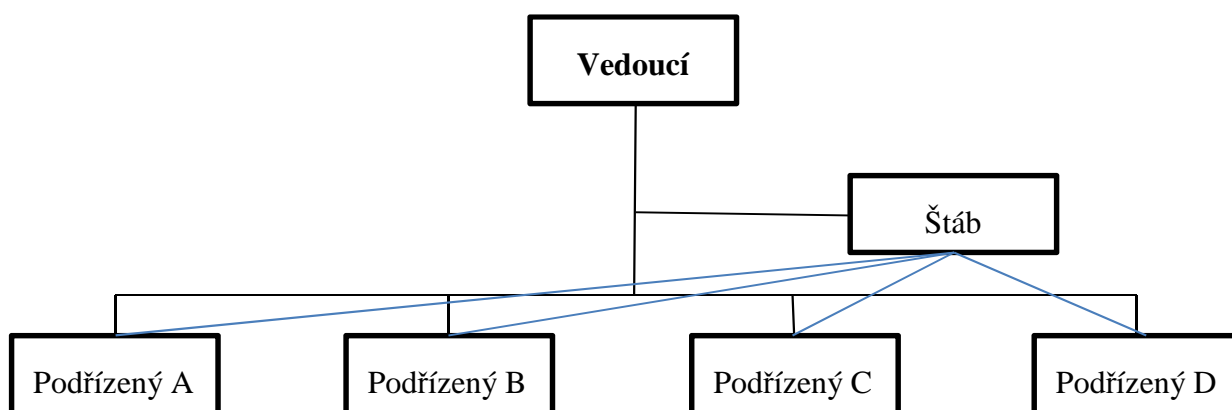 Vedoucí
Štáb
Podřízený A
Podřízený B
Podřízený C
Podřízený D